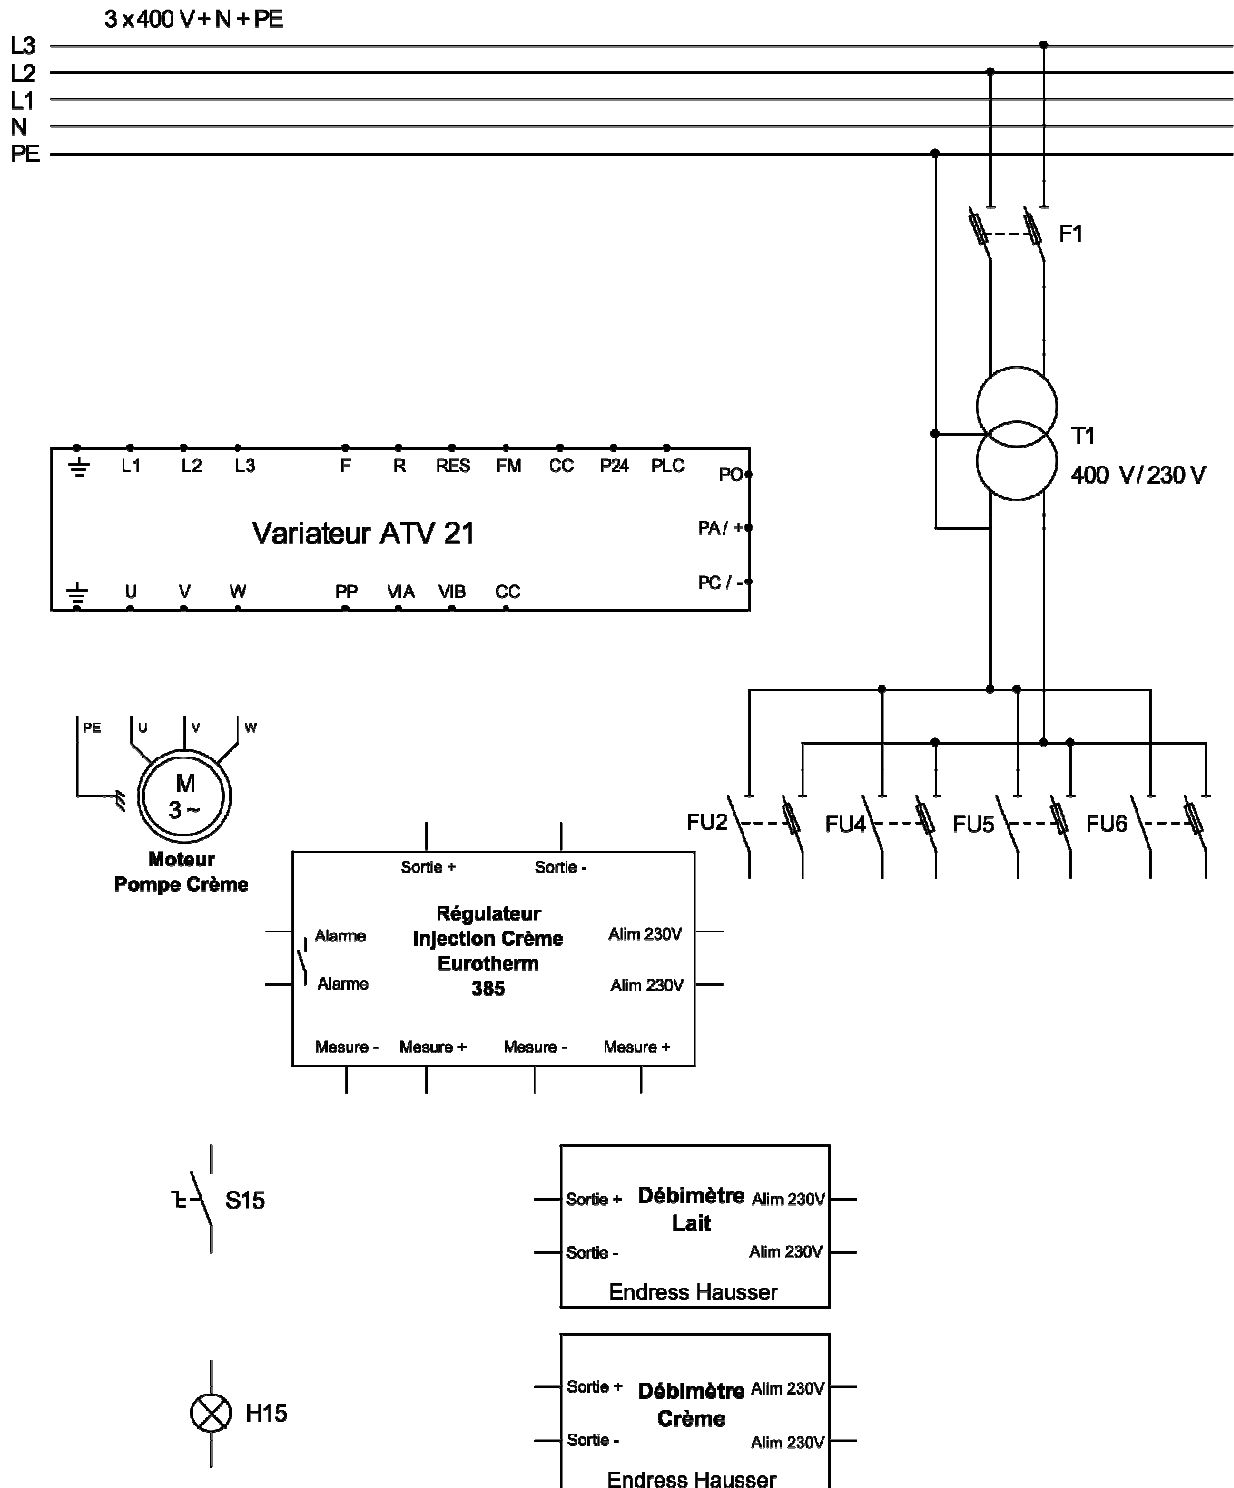 3 x 400 V + N + PE
L3
L2
L1
N
PE
F1
T1
400 V / 230 V
L1 L2 L3 F R RES FM CC P24 PLC
PO
Variateur ATV 21
PA / +
PC / -
U V W PP VIA VIB CC
PE U V W
M
3 ~
Moteur
Pompe Crème
FU2 FU4 FU5 FU6
Sortie + Sortie -
Régulateur
Injection Crème
Eurotherm
385
Alarme Alim 230V
Alarme Alim 230V
Mesure - Mesure + Mesure - Mesure +
S15
Sortie + Débimètre Alim 230V
Lait
Sortie - Alim 230V
Endress Hausser
H15
Sortie + Débimètre Alim 230V
Crème
Sortie - Alim 230V
Endress Hausser